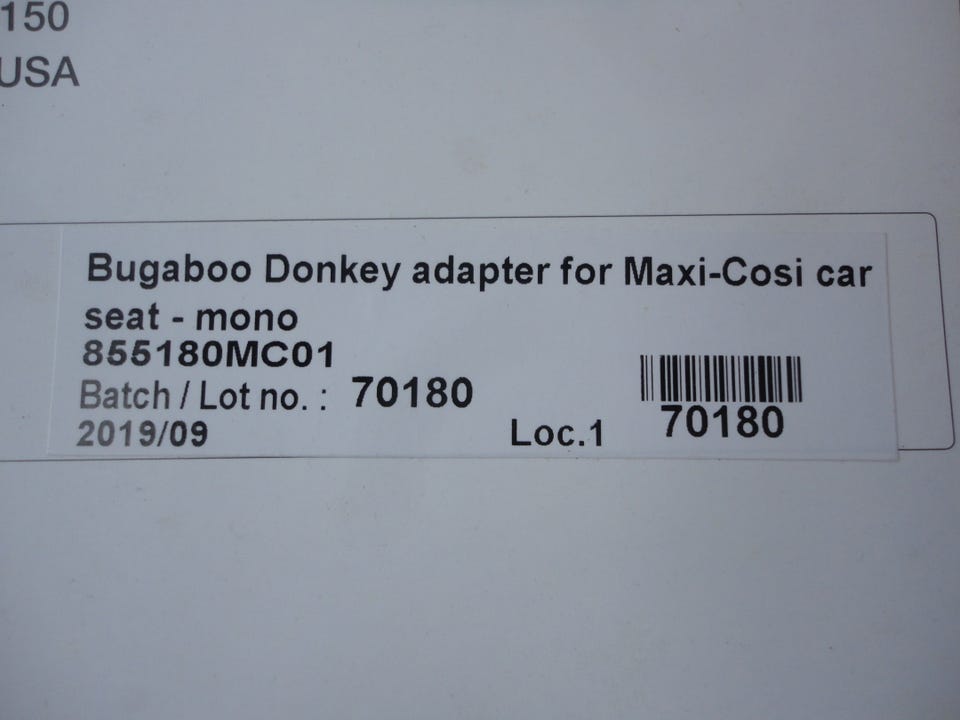 150
USA
Bugaboo Donkey adapter for Maxi-Cosi car
seat - mono
855180MC01
Batch / Lot no. : 70180
2019/09
Loc.1
70180